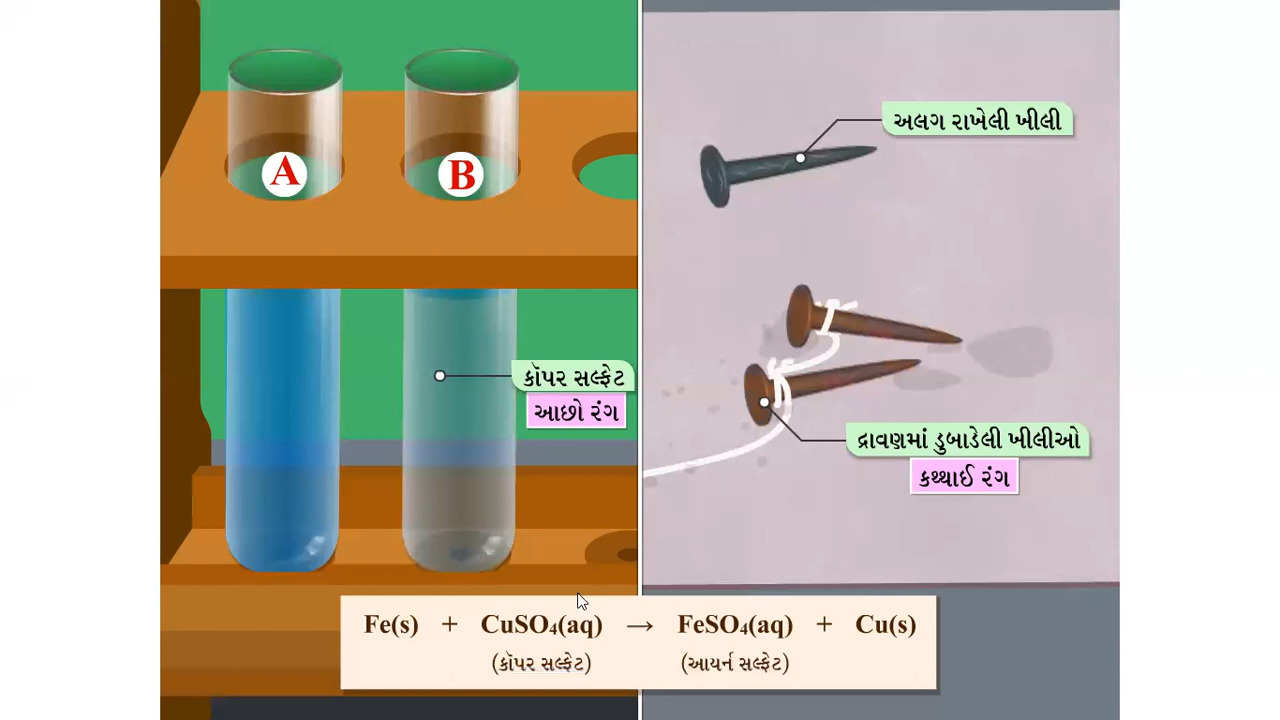 A
B
કૉપર સલ્ફેટ
આછો રંગ
અલગ રાખેલી ખીલી
દ્રાવણમાં ડુબાડેલી ખીલીઓ
કથ્થાઈ રંગ
Fe(s) + CuSO₄(aq) → FeSO₄(aq) + Cu(s)
(કૉપર સલ્ફેટ) (આયર્ન સલ્ફેટ)